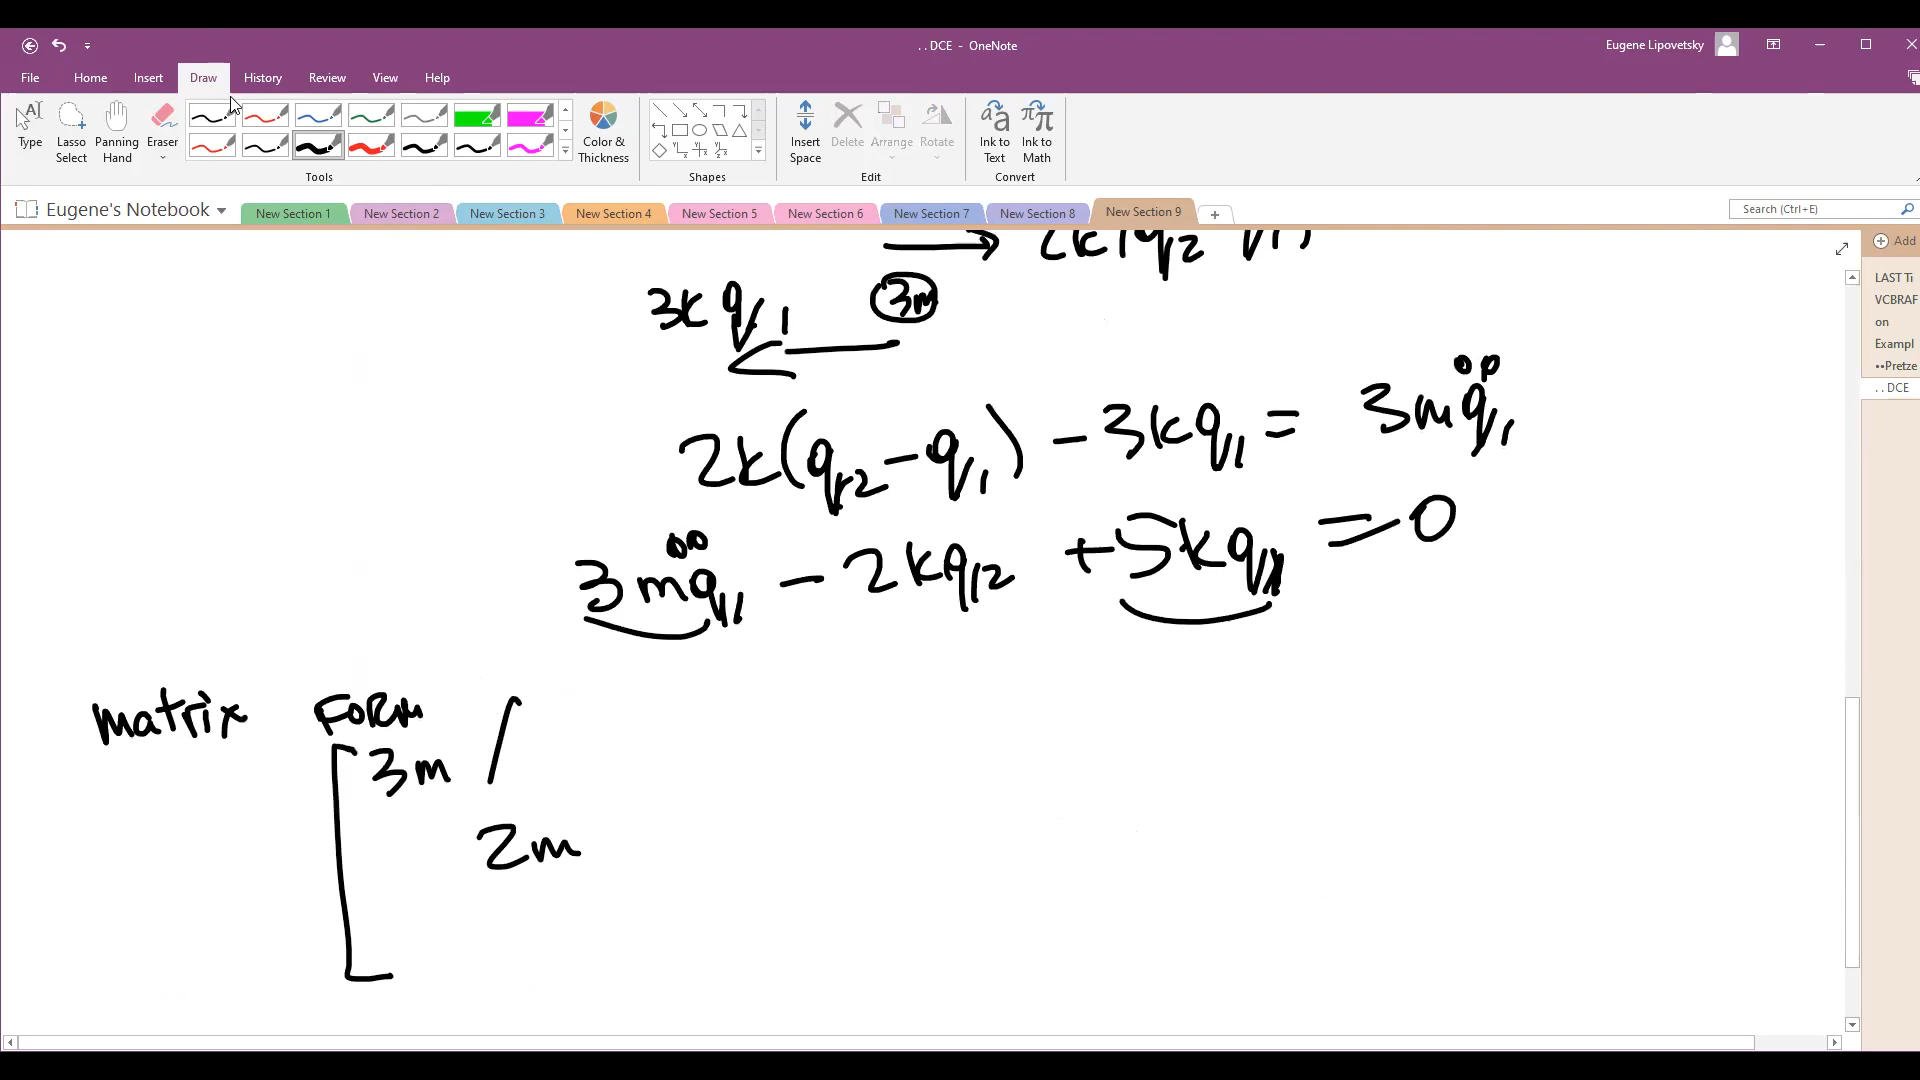 . . DCE - OneNote
Eugene Lipovetsky
File Home Insert Draw History Review View Help
Type
Lasso Select
Panning Hand
Eraser
Color & Thickness
Insert Space
Delete
Arrange
Rotate
Ink to Text
Ink to Math
Tools
Shapes
Edit
Convert
Eugene's Notebook
New Section 1
New Section 2
New Section 3
New Section 4
New Section 5
New Section 6
New Section 7
New Section 8
New Section 9
Search (Ctrl+E)
Add
LAST Ti
VCBRAF
on
Exampl
••Pretze
. . DCE
3kq₁
3m
2k(q₂-q₁) - 3kq₁ = 3mq̈₁
3mq̈₁ - 2kq₂ + 5kq₁ = 0
matrix FORM
[ 3m /
2m